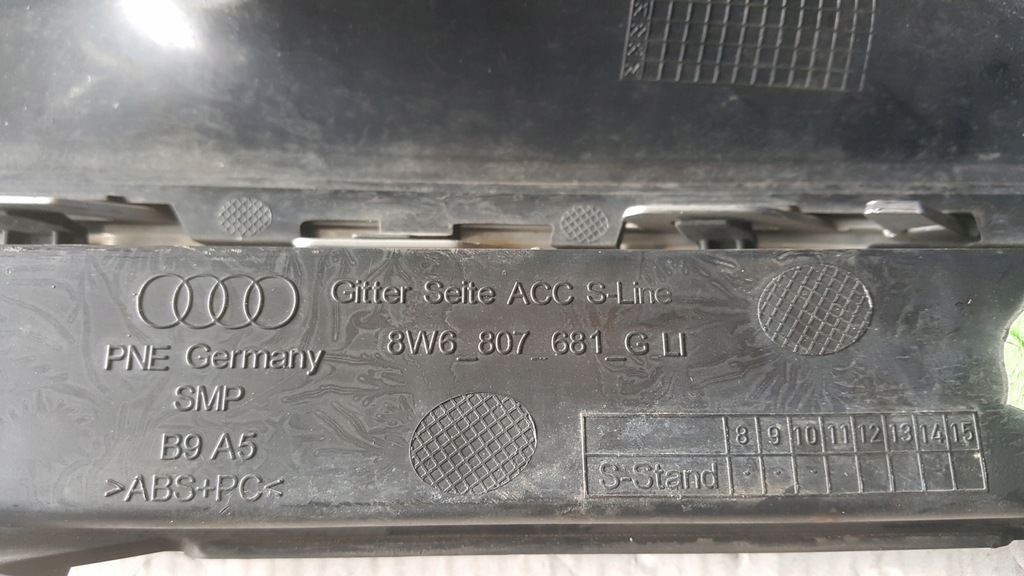 Gitter Seite ACC S-Line
8W6_807_681_G LI
PNE Germany
SMP
B9 A5
>ABS+PC<
8 9 10 11 12 13 14 15
S-Stand - - - - - - - -